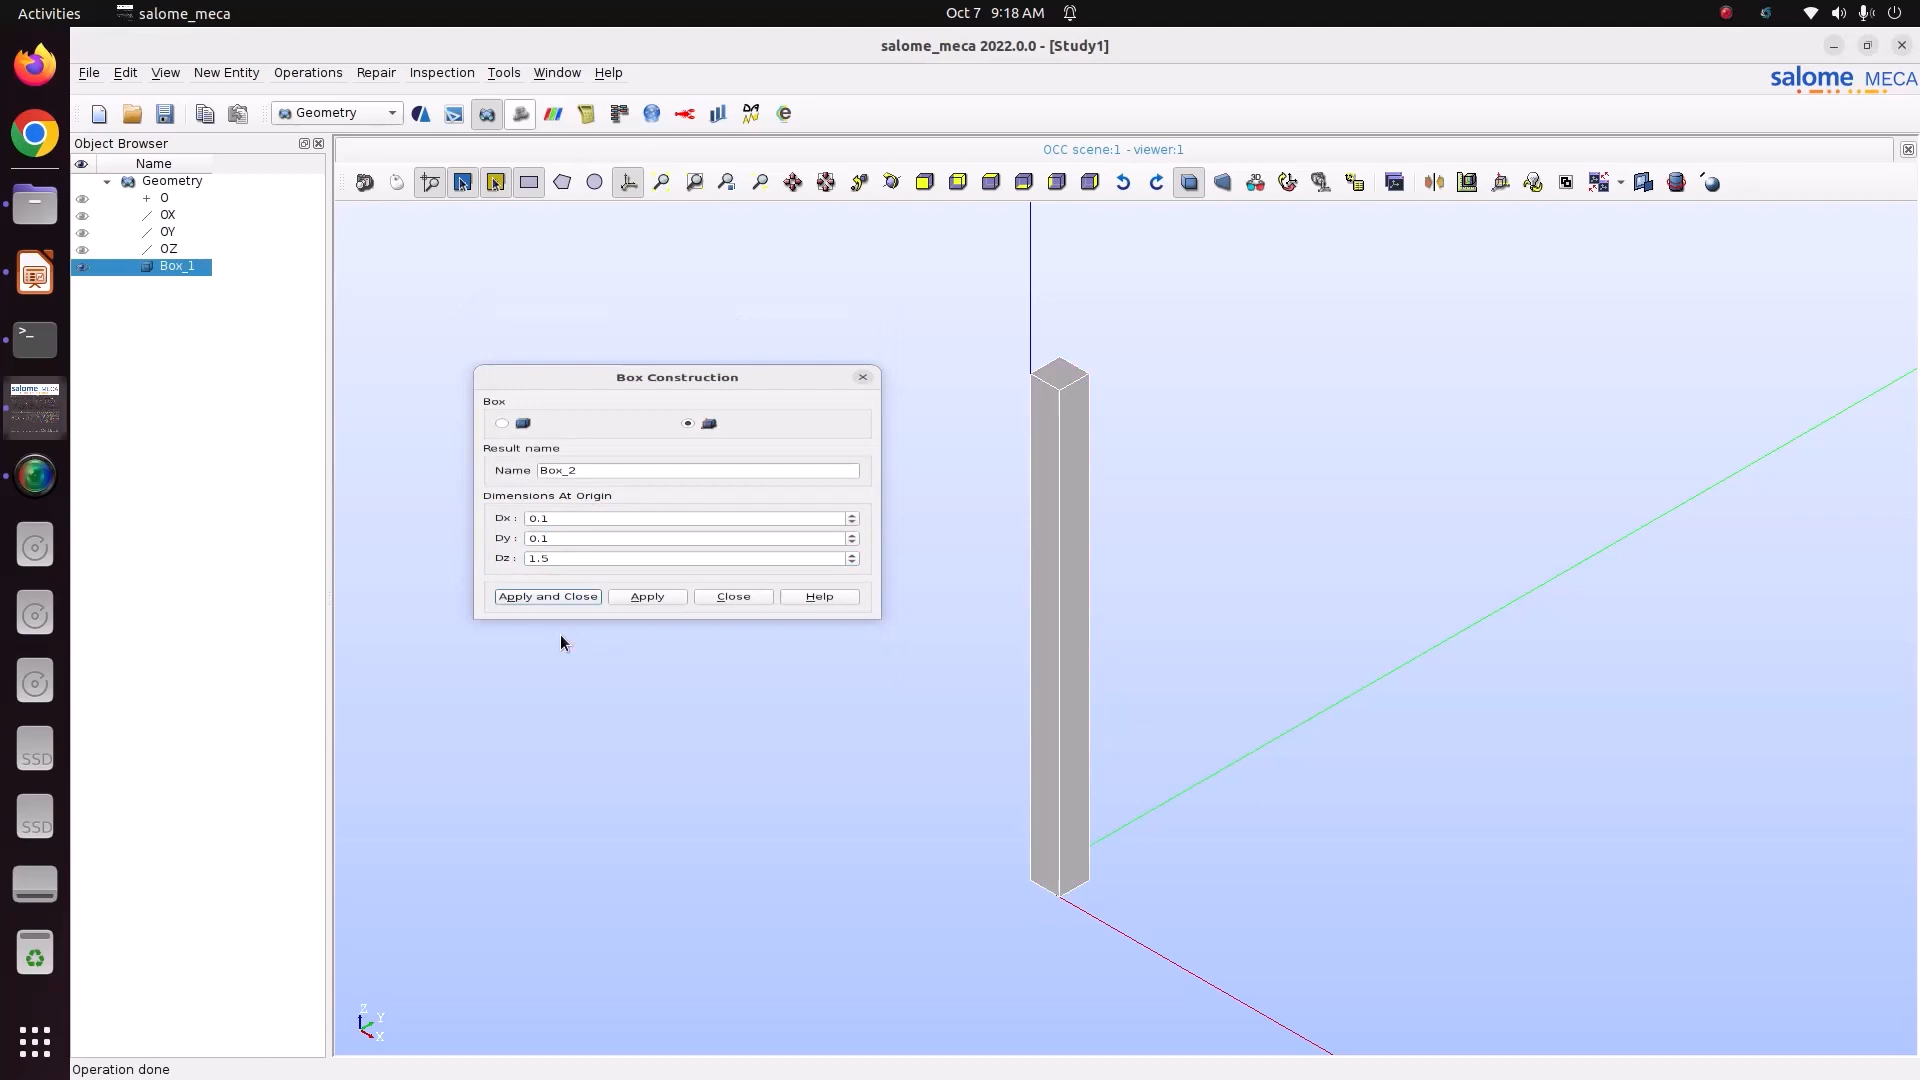 Activities
salome_meca
Oct 7 9:18 AM
salome_meca 2022.0.0 - [Study1]
File Edit View New Entity Operations Repair Inspection Tools Window Help
salome MECA
Geometry
Object Browser
OCC scene:1 - viewer:1
Name
Geometry
O
OX
OY
OZ
Box_1
Box Construction
Box
Result name
Name Box_2
Dimensions At Origin
Dx : 0.1
Dy : 0.1
Dz : 1.5
Apply and Close Apply Close Help
>_
salome MECA
SSD
SSD
Z
Y
X
Operation done